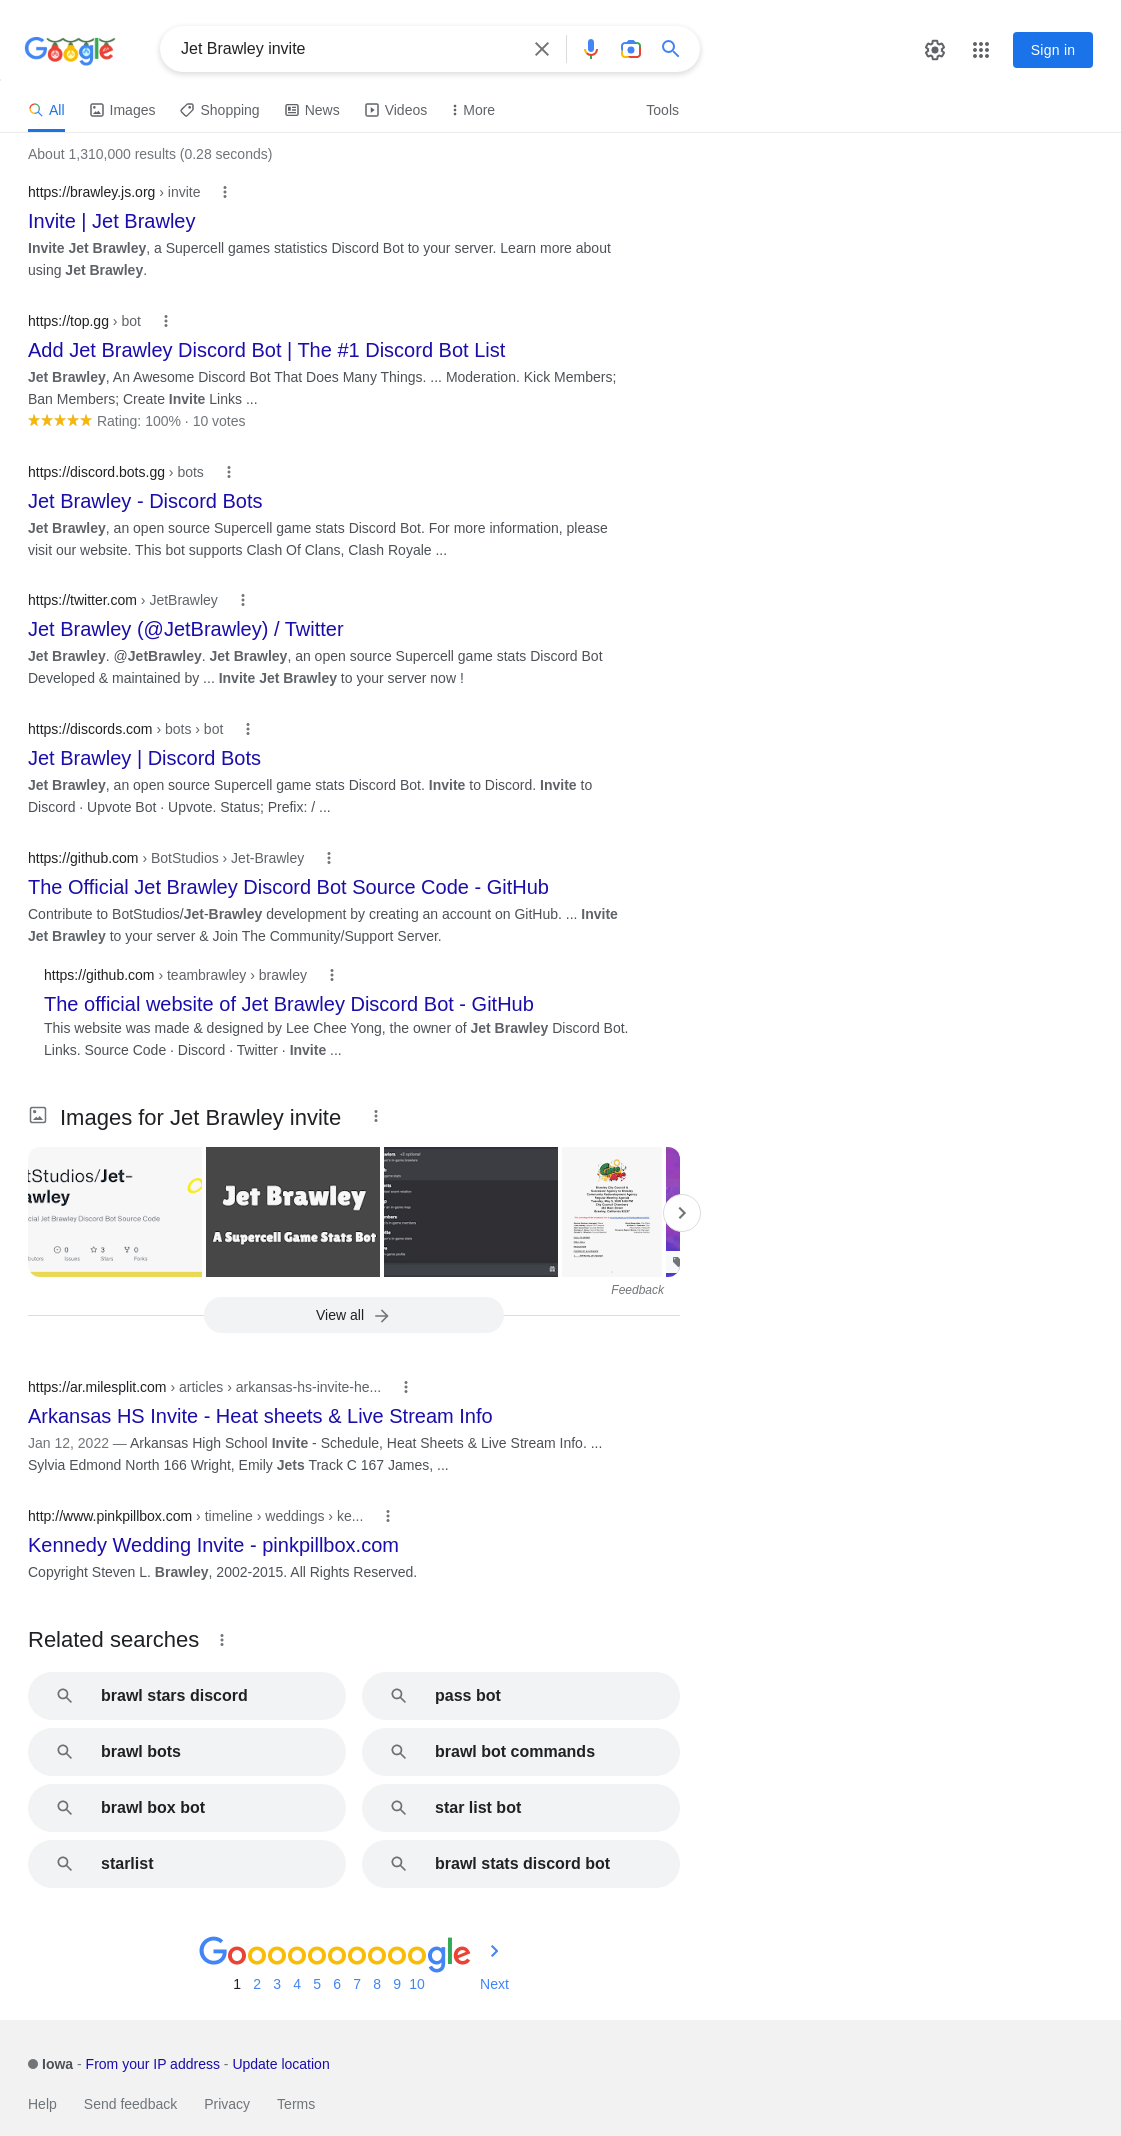 Google
Jet Brawley invite
Sign in
All Images Shopping News Videos More Tools
About 1,310,000 results (0.28 seconds)
https://brawley.js.org › invite
Invite | Jet Brawley
Invite Jet Brawley, a Supercell games statistics Discord Bot to your server. Learn more about
using Jet Brawley.
https://top.gg › bot
Add Jet Brawley Discord Bot | The #1 Discord Bot List
Jet Brawley, An Awesome Discord Bot That Does Many Things. ... Moderation. Kick Members;
Ban Members; Create Invite Links ...
Rating: 100% · 10 votes
https://discord.bots.gg › bots
Jet Brawley - Discord Bots
Jet Brawley, an open source Supercell game stats Discord Bot. For more information, please
visit our website. This bot supports Clash Of Clans, Clash Royale ...
https://twitter.com › JetBrawley
Jet Brawley (@JetBrawley) / Twitter
Jet Brawley. @JetBrawley. Jet Brawley, an open source Supercell game stats Discord Bot
Developed & maintained by ... Invite Jet Brawley to your server now !
https://discords.com › bots › bot
Jet Brawley | Discord Bots
Jet Brawley, an open source Supercell game stats Discord Bot. Invite to Discord. Invite to
Discord · Upvote Bot · Upvote. Status; Prefix: / ...
https://github.com › BotStudios › Jet-Brawley
The Official Jet Brawley Discord Bot Source Code - GitHub
Contribute to BotStudios/Jet-Brawley development by creating an account on GitHub. ... Invite
Jet Brawley to your server & Join The Community/Support Server.
https://github.com › teambrawley › brawley
The official website of Jet Brawley Discord Bot - GitHub
This website was made & designed by Lee Chee Yong, the owner of Jet Brawley Discord Bot.
Links. Source Code · Discord · Twitter · Invite ...
Images for Jet Brawley invite
tStudios/Jet-
awley
cial Jet Brawley Discord Bot Source Code
0 3 0
Issues Stars Forks
Jet Brawley
A Supercell Game Stats Bot
Feedback
View all
https://ar.milesplit.com › articles › arkansas-hs-invite-he...
Arkansas HS Invite - Heat sheets & Live Stream Info
Jan 12, 2022 — Arkansas High School Invite - Schedule, Heat Sheets & Live Stream Info. ...
Sylvia Edmond North 166 Wright, Emily Jets Track C 167 James, ...
http://www.pinkpillbox.com › timeline › weddings › ke...
Kennedy Wedding Invite - pinkpillbox.com
Copyright Steven L. Brawley, 2002-2015. All Rights Reserved.
Related searches
brawl stars discord
pass bot
brawl bots
brawl bot commands
brawl box bot
star list bot
starlist
brawl stats discord bot
Goooooooooogle
1 2 3 4 5 6 7 8 9 10 Next
Iowa - From your IP address - Update location
Help Send feedback Privacy Terms